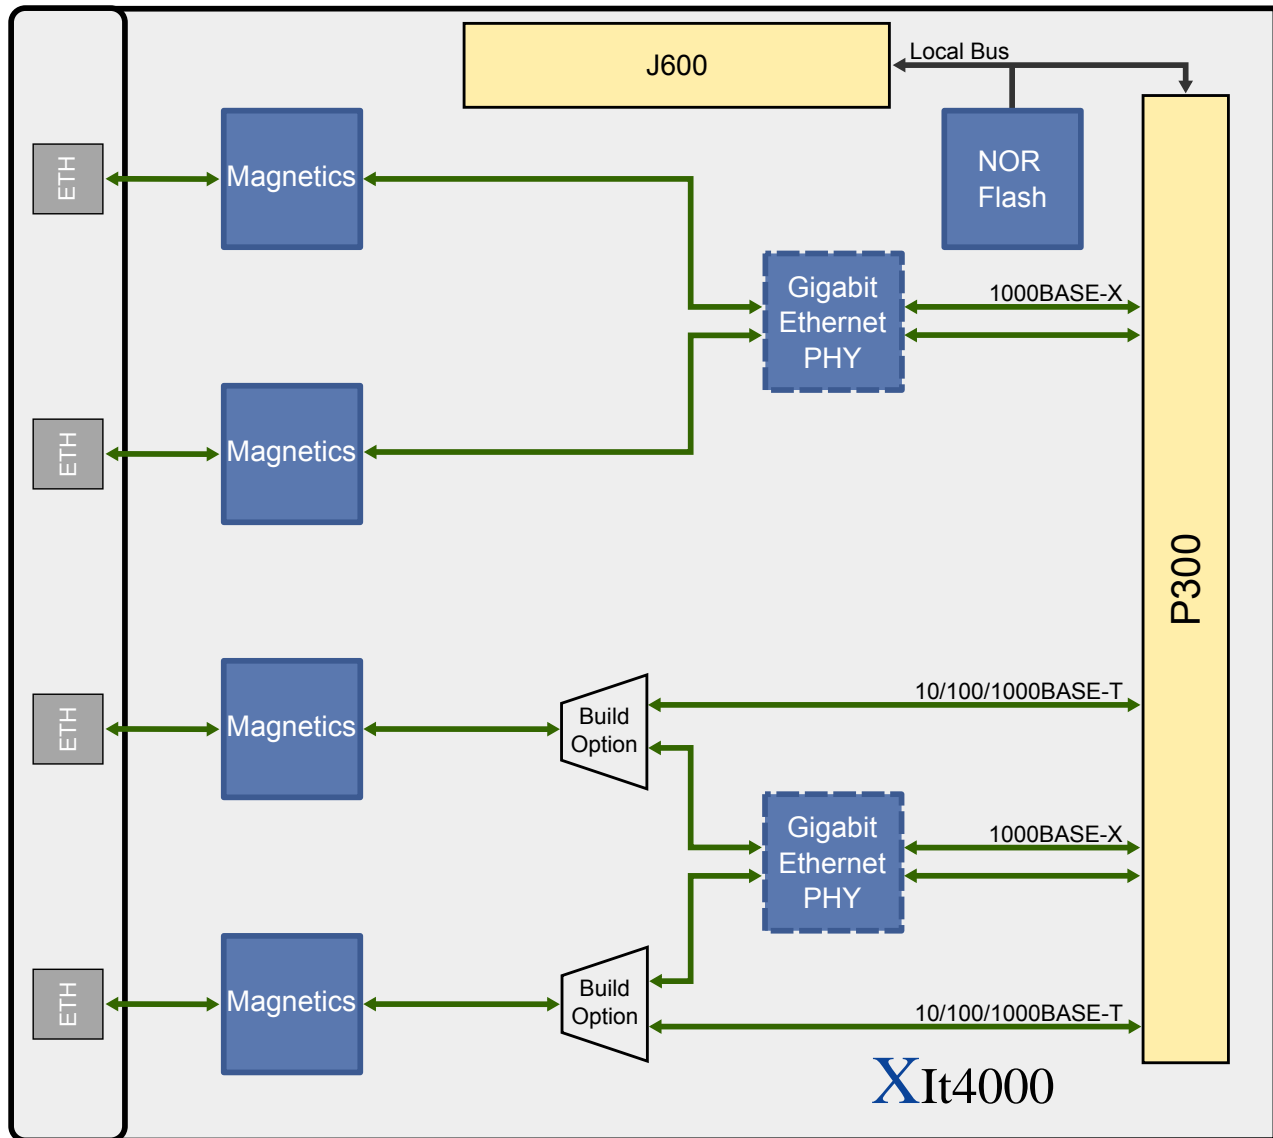 J600
Local Bus
ETH
Magnetics
NOR
Flash
Gigabit
Ethernet
PHY
1000BASE-X
ETH
Magnetics
P300
ETH
Magnetics
Build
Option
10/100/1000BASE-T
Gigabit
Ethernet
PHY
1000BASE-X
ETH
Magnetics
Build
Option
10/100/1000BASE-T
XIt4000